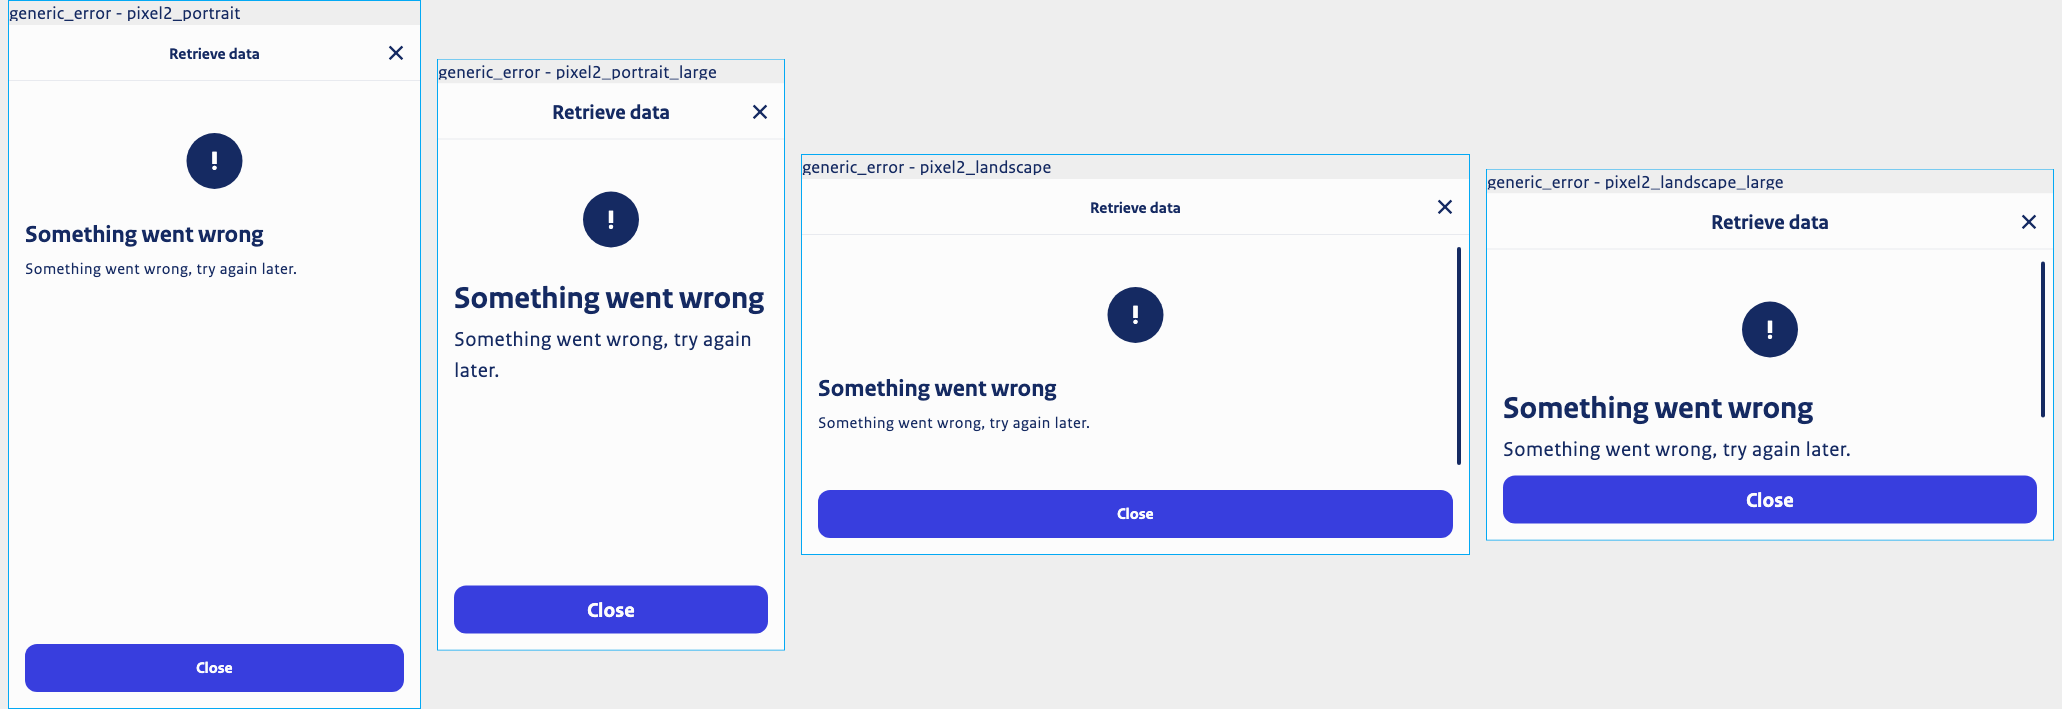 generic_error - pixel2_portrait
Retrieve data
!
Something went wrong
Something went wrong, try again later.
Close
generic_error - pixel2_portrait_large
Retrieve data
!
Something went wrong
Something went wrong, try again
later.
Close
generic_error - pixel2_landscape
Retrieve data
!
Something went wrong
Something went wrong, try again later.
Close
generic_error - pixel2_landscape_large
Retrieve data
!
Something went wrong
Something went wrong, try again later.
Close